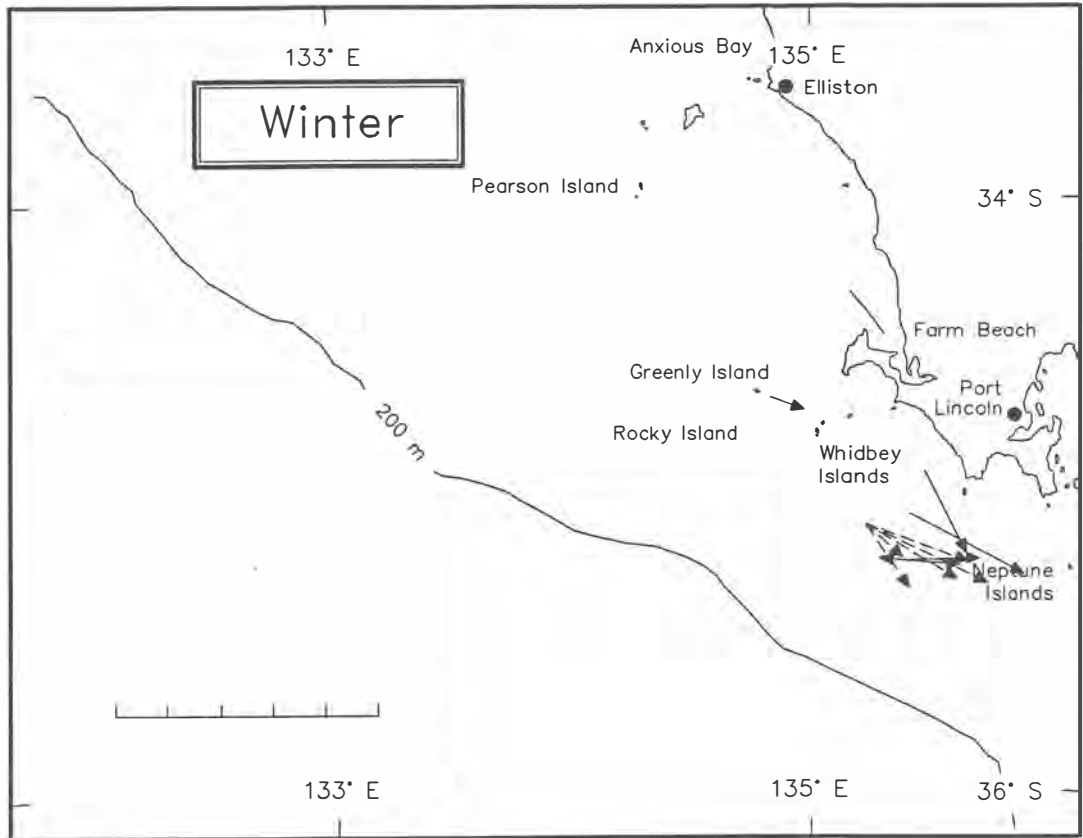 Anxious Bay
133° E
135° E
Elliston
Winter
Pearson Island
34° S
Farm Beach
Greenly Island
Port
Lincoln
Rocky Island
Whidbey
Islands
200 m
Neptune
Islands
133° E
135° E
36° S